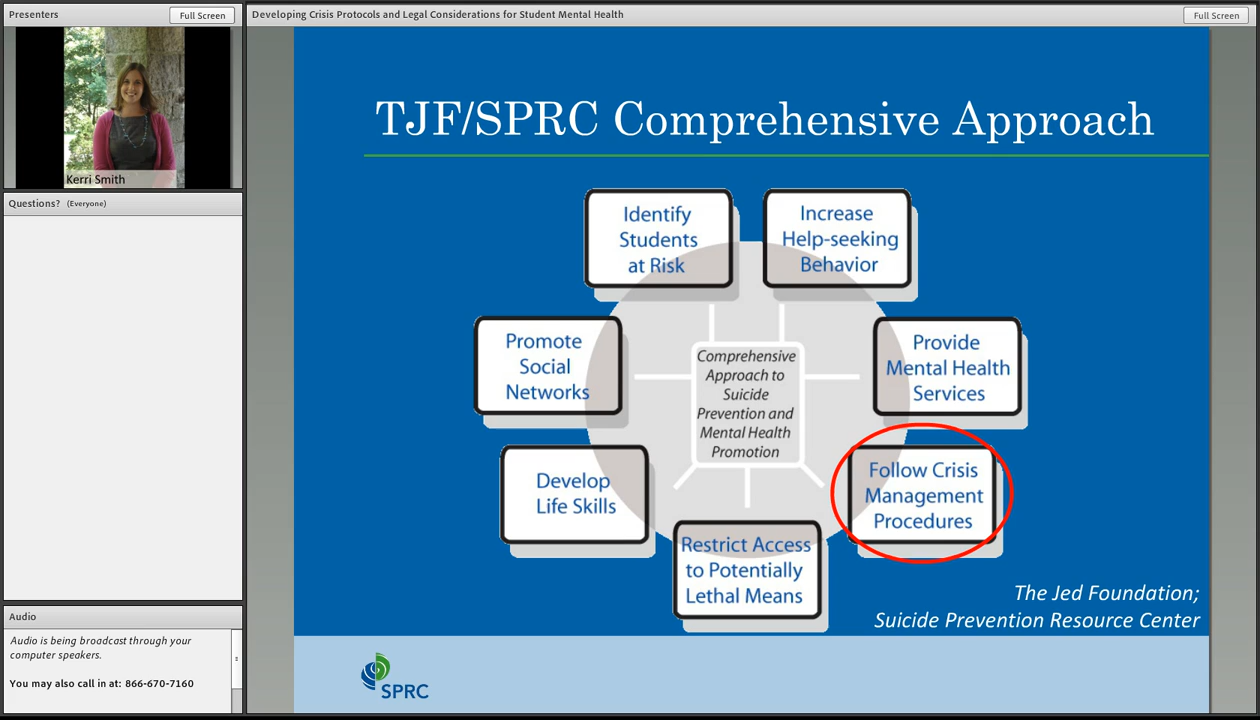 Presenters
Full Screen
Kerri Smith
Questions? (Everyone)
Audio
Audio is being broadcast through your
computer speakers.
You may also call in at: 866-670-7160
Developing Crisis Protocols and Legal Considerations for Student Mental Health
Full Screen
TJF/SPRC Comprehensive Approach
Identify
Students
at Risk
Increase
Help-seeking
Behavior
Promote
Social
Networks
Comprehensive
Approach to
Suicide
Prevention and
Mental Health
Promotion
Provide
Mental Health
Services
Develop
Life Skills
Follow Crisis
Management
Procedures
Restrict Access
to Potentially
Lethal Means
The Jed Foundation;
Suicide Prevention Resource Center
SPRC